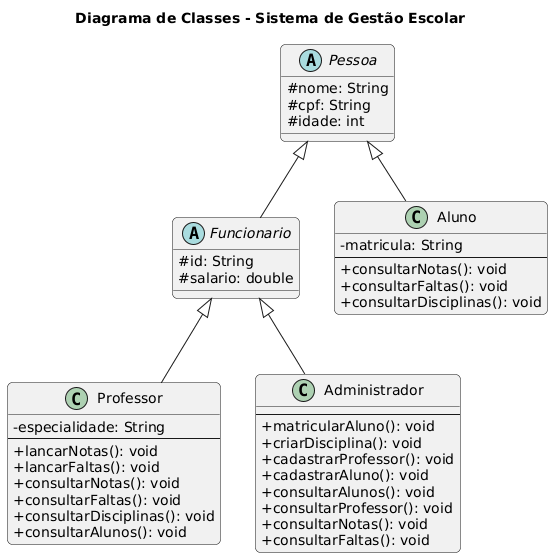 Diagrama de Classes - Sistema de Gestão Escolar
A Pessoa
#nome: String
#cpf: String
#idade: int
A Funcionario
#id: String
#salario: double
C Aluno
-matricula: String
+consultarNotas(): void
+consultarFaltas(): void
+consultarDisciplinas(): void
C Professor
-especialidade: String
+lancarNotas(): void
+lancarFaltas(): void
+consultarNotas(): void
+consultarFaltas(): void
+consultarDisciplinas(): void
+consultarAlunos(): void
C Administrador
+matricularAluno(): void
+criarDisciplina(): void
+cadastrarProfessor(): void
+cadastrarAluno(): void
+consultarAlunos(): void
+consultarProfessor(): void
+consultarNotas(): void
+consultarFaltas(): void